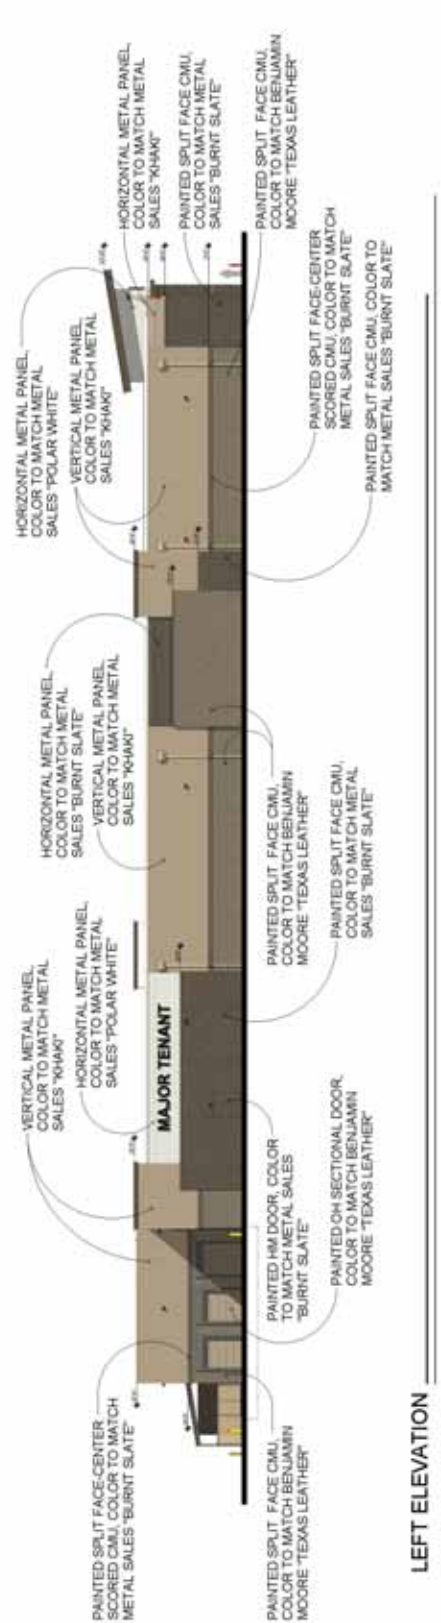 PAINTED SPLIT FACE-CENTER
SCORED CMU, COLOR TO MATCH
METAL SALES "BURNT SLATE"
VERTICAL METAL PANEL,
COLOR TO MATCH METAL
SALES "KHAKI"
HORIZONTAL METAL PANEL,
COLOR TO MATCH METAL
SALES "POLAR WHITE"
HORIZONTAL METAL PANEL,
COLOR TO MATCH METAL
SALES "BURNT SLATE"
VERTICAL METAL PANEL,
COLOR TO MATCH METAL
SALES "KHAKI"
HORIZONTAL METAL PANEL,
COLOR TO MATCH METAL
SALES "POLAR WHITE"
VERTICAL METAL PANEL,
COLOR TO MATCH METAL
SALES "KHAKI"
HORIZONTAL METAL PANEL,
COLOR TO MATCH METAL
SALES "KHAKI"
PAINTED SPLIT FACE CMU,
COLOR TO MATCH METAL
SALES "BURNT SLATE"
PAINTED SPLIT FACE CMU,
COLOR TO MATCH BENJAMIN
MOORE "TEXAS LEATHER"
MAJOR TENANT
PAINTED SPLIT FACE CMU,
COLOR TO MATCH BENJAMIN
MOORE "TEXAS LEATHER"
PAINTED HM DOOR, COLOR
TO MATCH METAL SALES
"BURNT SLATE"
PAINTED OH SECTIONAL DOOR,
COLOR TO MATCH BENJAMIN
MOORE "TEXAS LEATHER"
PAINTED SPLIT FACE CMU,
COLOR TO MATCH BENJAMIN
MOORE "TEXAS LEATHER"
PAINTED SPLIT FACE CMU,
COLOR TO MATCH METAL
SALES "BURNT SLATE"
PAINTED SPLIT FACE-CENTER
SCORED CMU, COLOR TO MATCH
METAL SALES "BURNT SLATE"
PAINTED SPLIT FACE CMU, COLOR TO
MATCH METAL SALES "BURNT SLATE"
LEFT ELEVATION